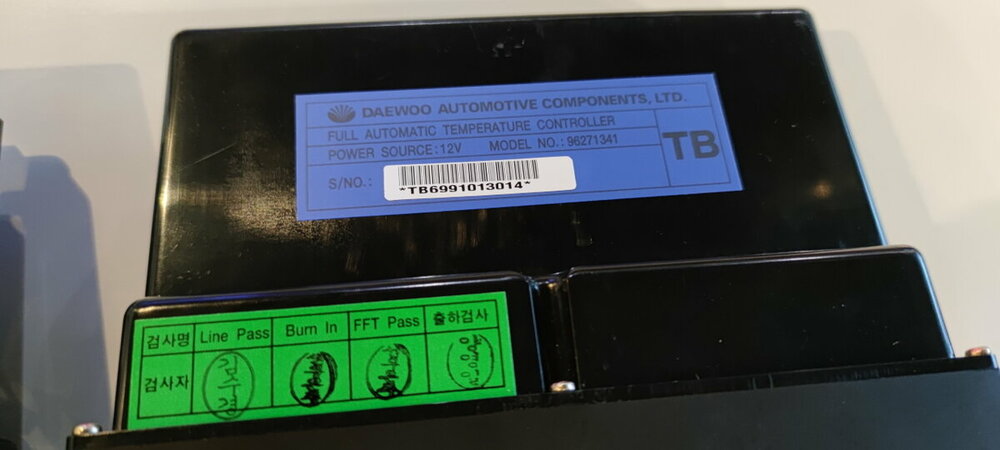 DAEWOO AUTOMOTIVE COMPONENTS, LTD.
FULL AUTOMATIC TEMPERATURE CONTROLLER
POWER SOURCE:12V MODEL NO.: 96271341
TB
S/NO.:
*TB6991013014*
검사명 Line Pass Burn In FFT Pass 출하검사
검사자